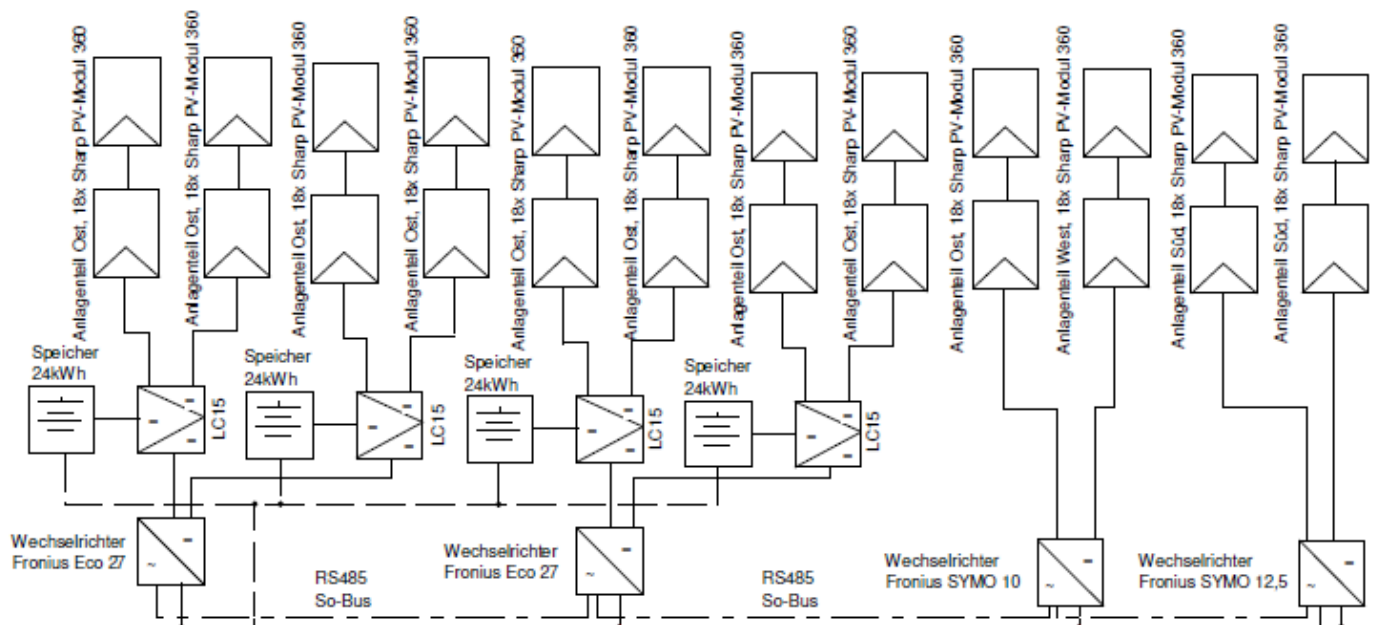 Anlagenteil Ost, 18x Sharp PV-Modul 360
Anlagenteil Ost, 18x Sharp PV-Modul 360
Anlagenteil Ost, 18x Sharp PV-Modul 360
Anlagenteil Ost, 18x Sharp PV-Modul 360
Anlagenteil Ost, 18x Sharp PV-Modul 360
Anlagenteil Ost, 18x Sharp PV-Modul 360
Anlagenteil Ost, 18x Sharp PV-Modul 360
Anlagenteil Ost, 18x Sharp PV-Modul 360
Anlagenteil Ost, 18x Sharp PV-Modul 360
Anlagenteil West, 18x Sharp PV-Modul 360
Anlagenteil Süd, 18x Sharp PV-Modul 360
Anlagenteil Süd, 18x Sharp PV-Modul 360
Speicher
24kWh
LC15
Speicher
24kWh
LC15
Speicher
24kWh
LC15
Speicher
24kWh
LC15
Wechselrichter
Fronius Eco 27
Wechselrichter
Fronius Eco 27
Wechselrichter
Fronius SYMO 10
Wechselrichter
Fronius SYMO 12,5
RS485
So-Bus
RS485
So-Bus